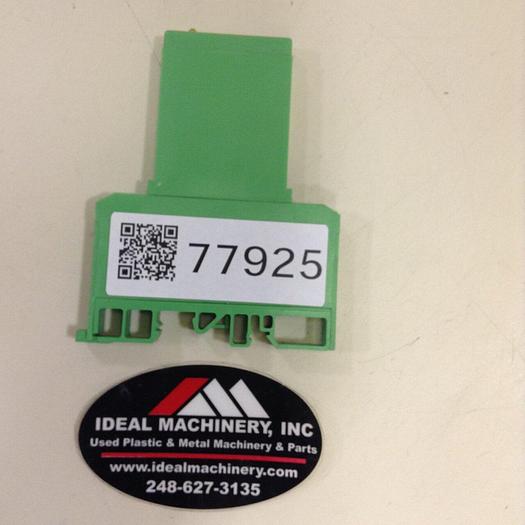 77925
IDEAL MACHINERY, INC
Used Plastic & Metal Machinery & Parts
www.idealmachinery.com
248-627-3135